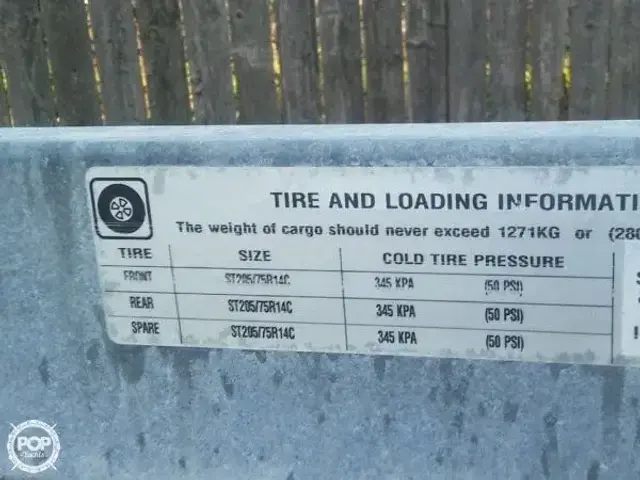 TIRE AND LOADING INFORMATI
The weight of cargo should never exceed 1271KG or (280
TIRE SIZE COLD TIRE PRESSURE
FRONT ST205/75R14C 345 KPA (50 PSI)
REAR ST205/75R14C 345 KPA (50 PSI)
SPARE ST205/75R14C 345 KPA (50 PSI)
POP
Yachts